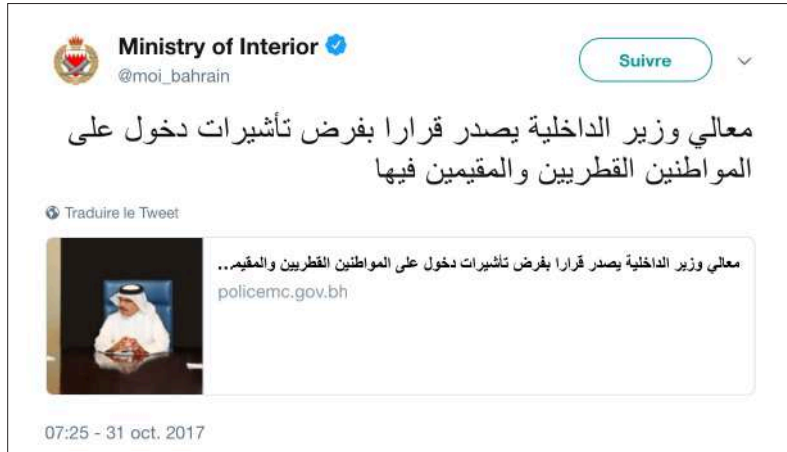 Ministry of Interior
@moi_bahrain
Suivre
معالي وزير الداخلية يصدر قرارا بفرض تأشيرات دخول على
المواطنين القطريين والمقيمين فيها
Traduire le Tweet
معالي وزير الداخلية يصدر قرارا بفرض تأشيرات دخول على المواطنين القطريين والمقيمـ...
policemc.gov.bh
07:25 - 31 oct. 2017